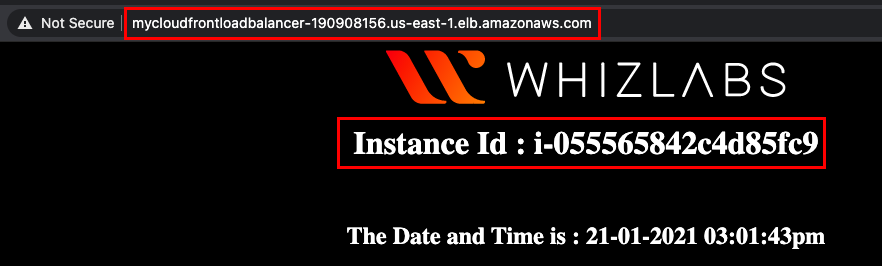 Not Secure mycloudfrontloadbalancer-190908156.us-east-1.elb.amazonaws.com
WHIZLABS
Instance Id : i-055565842c4d85fc9
The Date and Time is : 21-01-2021 03:01:43pm